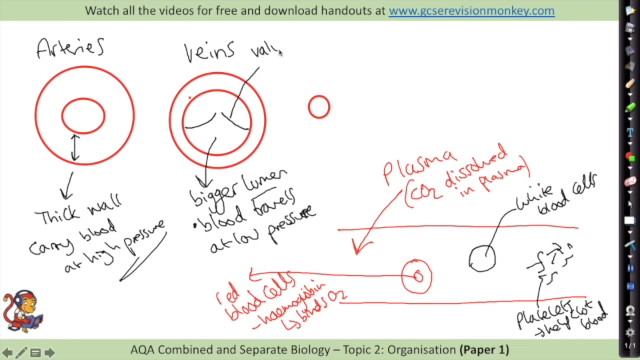 Watch all the videos for free and download handouts at www.gcserevisionmonkey.com
Arteries
Thick wall
Carry blood
at high pressure
Veins
valv
bigger lumen
• blood travels
at low pressure
Plasma
(CO2 dissolved
in plasma)
White
blood cells
red
blood cells
- haemoglobin
↳ binds O2
Platelets
→ help clot
blood
AQA Combined and Separate Biology – Topic 2: Organisation (Paper 1)